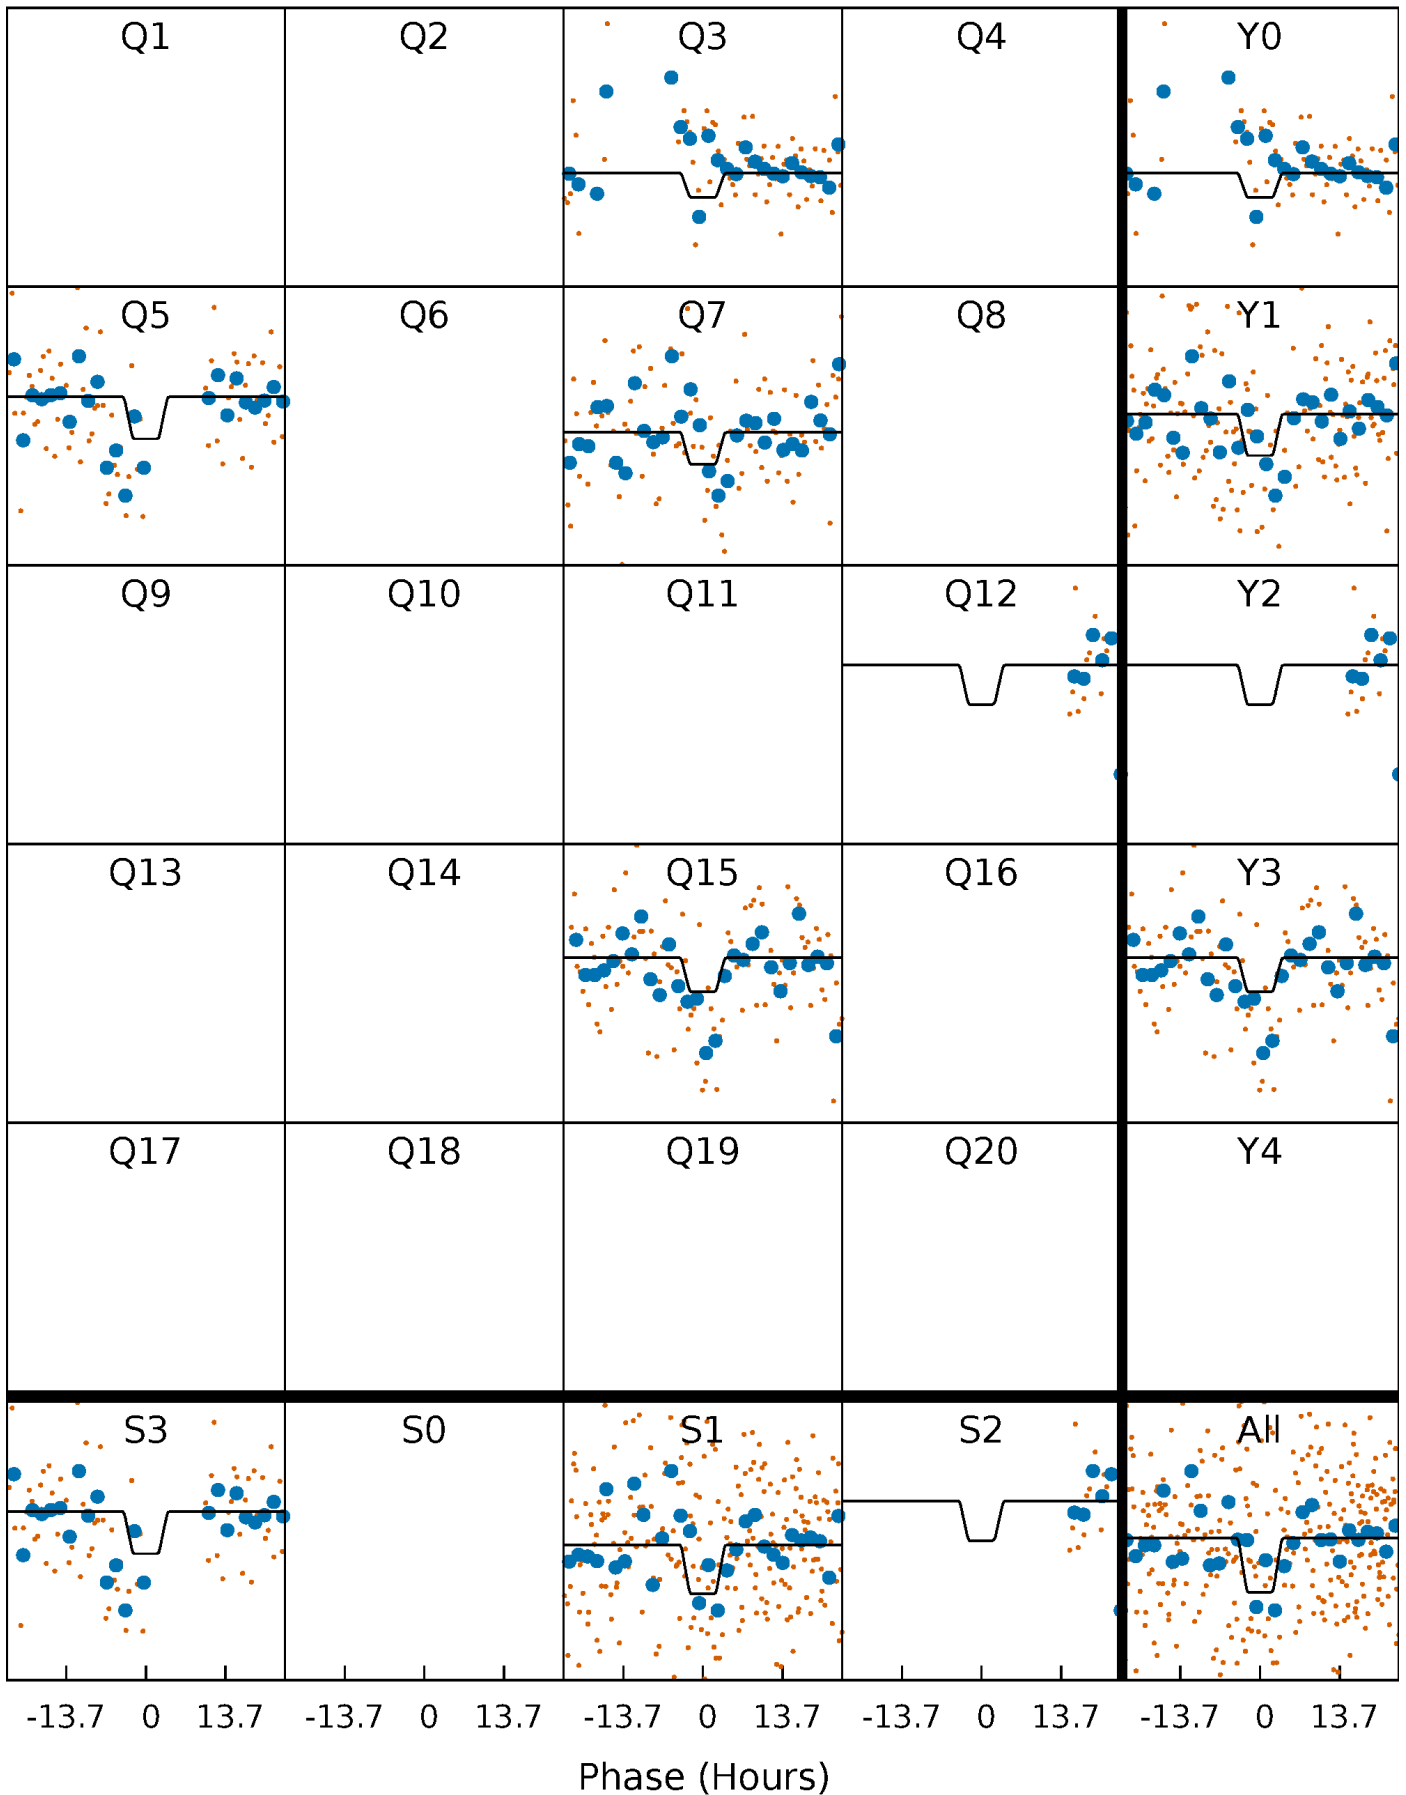 Q1 Q2 Q3 Q4 Y0
Q5 Q6 Q7 Q8 Y1
Q9 Q10 Q11 Q12 Y2
Q13 Q14 Q15 Q16 Y3
Q17 Q18 Q19 Q20 Y4
S3 S0 S1 S2 All
-13.7 0 13.7 -13.7 0 13.7 -13.7 0 13.7 -13.7 0 13.7 -13.7 0 13.7
Phase (Hours)